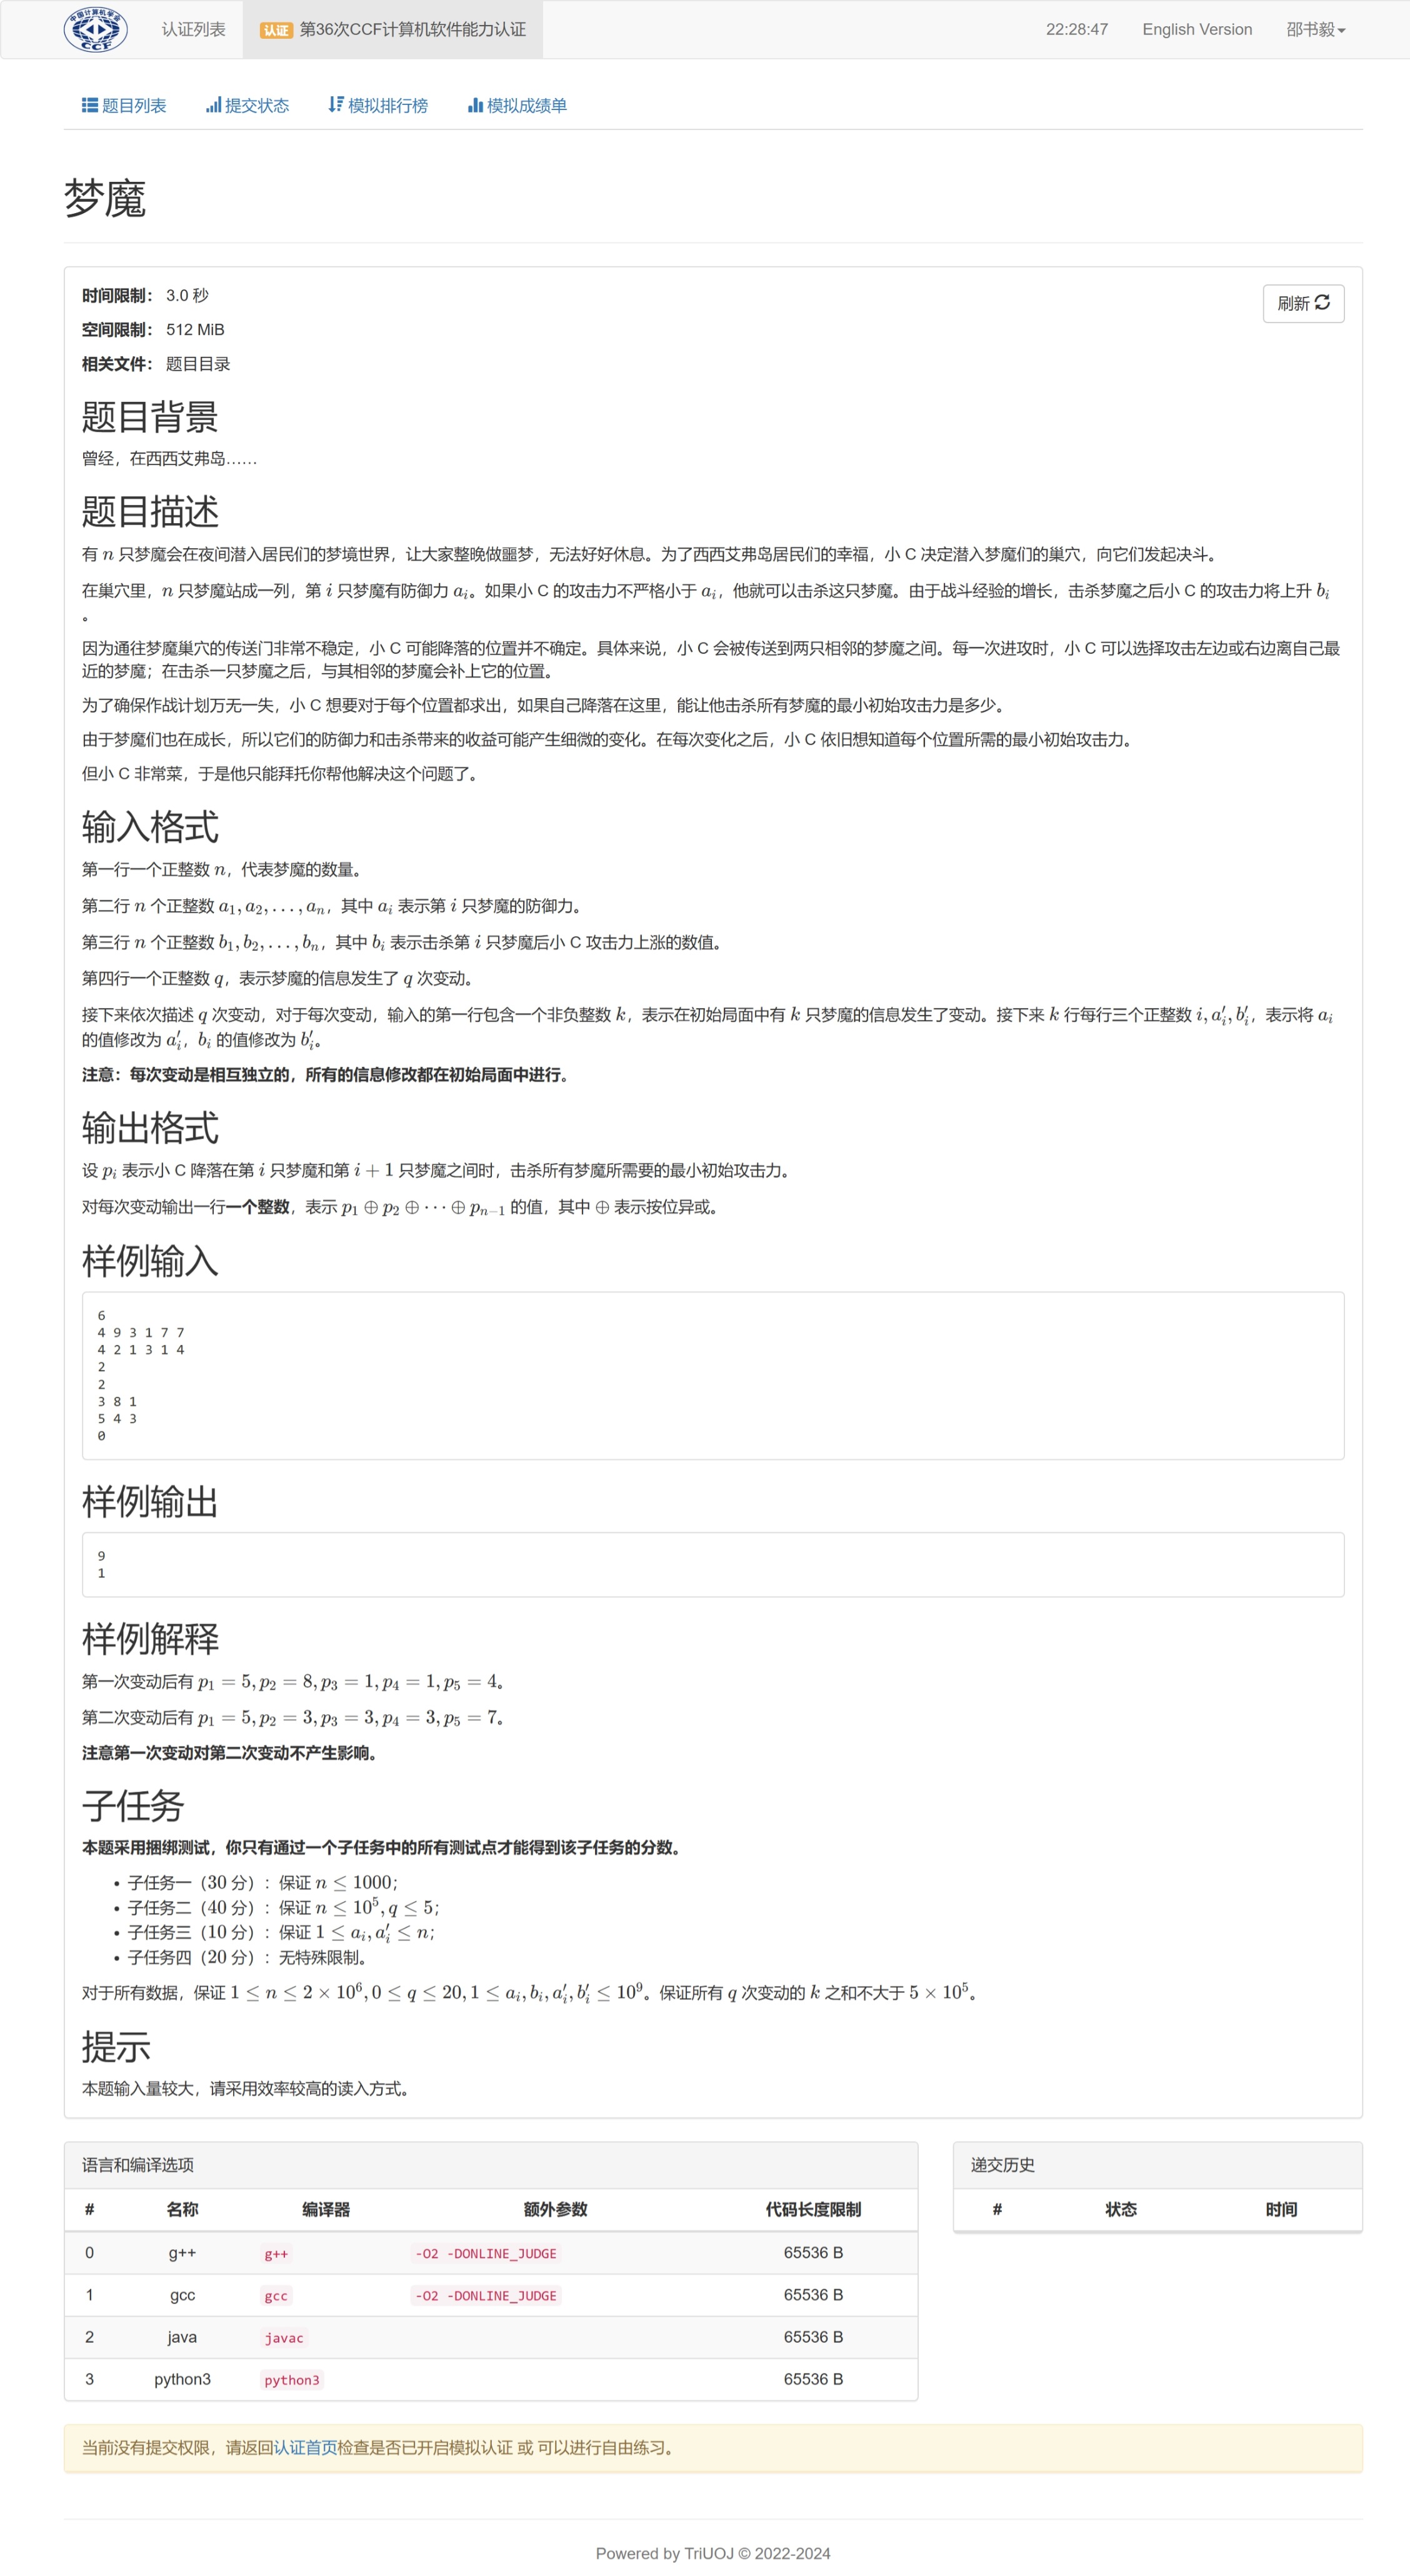 中国计算机学会
CCF
认证列表
认证 第36次CCF计算机软件能力认证
22:28:47
English Version
邵书毅
题目列表
提交状态
模拟排行榜
模拟成绩单
梦魇
时间限制： 3.0 秒
刷新
空间限制： 512 MiB
相关文件： 题目目录
题目背景
曾经，在西西艾弗岛……
题目描述
有 n 只梦魇会在夜间潜入居民们的梦境世界，让大家整晚做噩梦，无法好好休息。为了西西艾弗岛居民们的幸福，小 C 决定潜入梦魇们的巢穴，向它们发起决斗。
在巢穴里，n 只梦魇站成一列，第 i 只梦魇有防御力 a_i。如果小 C 的攻击力不严格小于 a_i，他就可以击杀这只梦魇。由于战斗经验的增长，击杀梦魇之后小 C 的攻击力将上升 b_i
。
因为通往梦魇巢穴的传送门非常不稳定，小 C 可能降落的位置并不确定。具体来说，小 C 会被传送到两只相邻的梦魇之间。每一次进攻时，小 C 可以选择攻击左边或右边离自己最
近的梦魇；在击杀一只梦魇之后，与其相邻的梦魇会补上它的位置。
为了确保作战计划万无一失，小 C 想要对于每个位置都求出，如果自己降落在这里，能让他击杀所有梦魇的最小初始攻击力是多少。
由于梦魇们也在成长，所以它们的防御力和击杀带来的收益可能产生细微的变化。在每次变化之后，小 C 依旧想知道每个位置所需的最小初始攻击力。
但小 C 非常菜，于是他只能拜托你帮他解决这个问题了。
输入格式
第一行一个正整数 n，代表梦魇的数量。
第二行 n 个正整数 a_1, a_2, . . . , a_n，其中 a_i 表示第 i 只梦魇的防御力。
第三行 n 个正整数 b_1, b_2, . . . , b_n，其中 b_i 表示击杀第 i 只梦魇后小 C 攻击力上涨的数值。
第四行一个正整数 q，表示梦魇的信息发生了 q 次变动。
接下来依次描述 q 次变动，对于每次变动，输入的第一行包含一个非负整数 k，表示在初始局面中有 k 只梦魇的信息发生了变动。接下来 k 行每行三个正整数 i, a′_i, b′_i，表示将 a_i
的值修改为 a′_i，b_i 的值修改为 b′_i。
注意：每次变动是相互独立的，所有的信息修改都在初始局面中进行。
输出格式
设 p_i 表示小 C 降落在第 i 只梦魇和第 i + 1 只梦魇之间时，击杀所有梦魇所需要的最小初始攻击力。
对每次变动输出一行一个整数，表示 p_1 ⊕ p_2 ⊕ · · · ⊕ p_{n−1} 的值，其中 ⊕ 表示按位异或。
样例输入
6
4 9 3 1 7 7
4 2 1 3 1 4
2
2
3 8 1
5 4 3
0
样例输出
9
1
样例解释
第一次变动后有 p_1 = 5, p_2 = 8, p_3 = 1, p_4 = 1, p_5 = 4。
第二次变动后有 p_1 = 5, p_2 = 3, p_3 = 3, p_4 = 3, p_5 = 7。
注意第一次变动对第二次变动不产生影响。
子任务
本题采用捆绑测试，你只有通过一个子任务中的所有测试点才能得到该子任务的分数。
• 子任务一（30 分）：保证 n ≤ 1000；
• 子任务二（40 分）：保证 n ≤ 10^5, q ≤ 5；
• 子任务三（10 分）：保证 1 ≤ a_i, a′_i ≤ n；
• 子任务四（20 分）：无特殊限制。
对于所有数据，保证 1 ≤ n ≤ 2 × 10^6, 0 ≤ q ≤ 20, 1 ≤ a_i, b_i, a′_i, b′_i ≤ 10^9。保证所有 q 次变动的 k 之和不大于 5 × 10^5。
提示
本题输入量较大，请采用效率较高的读入方式。
语言和编译选项
# 名称 编译器 额外参数 代码长度限制
0 g++ g++ -O2 -DONLINE_JUDGE 65536 B
1 gcc gcc -O2 -DONLINE_JUDGE 65536 B
2 java javac 65536 B
3 python3 python3 65536 B
递交历史
# 状态 时间
当前没有提交权限，请返回认证首页检查是否已开启模拟认证 或 可以进行自由练习。
Powered by TriUOJ © 2022-2024